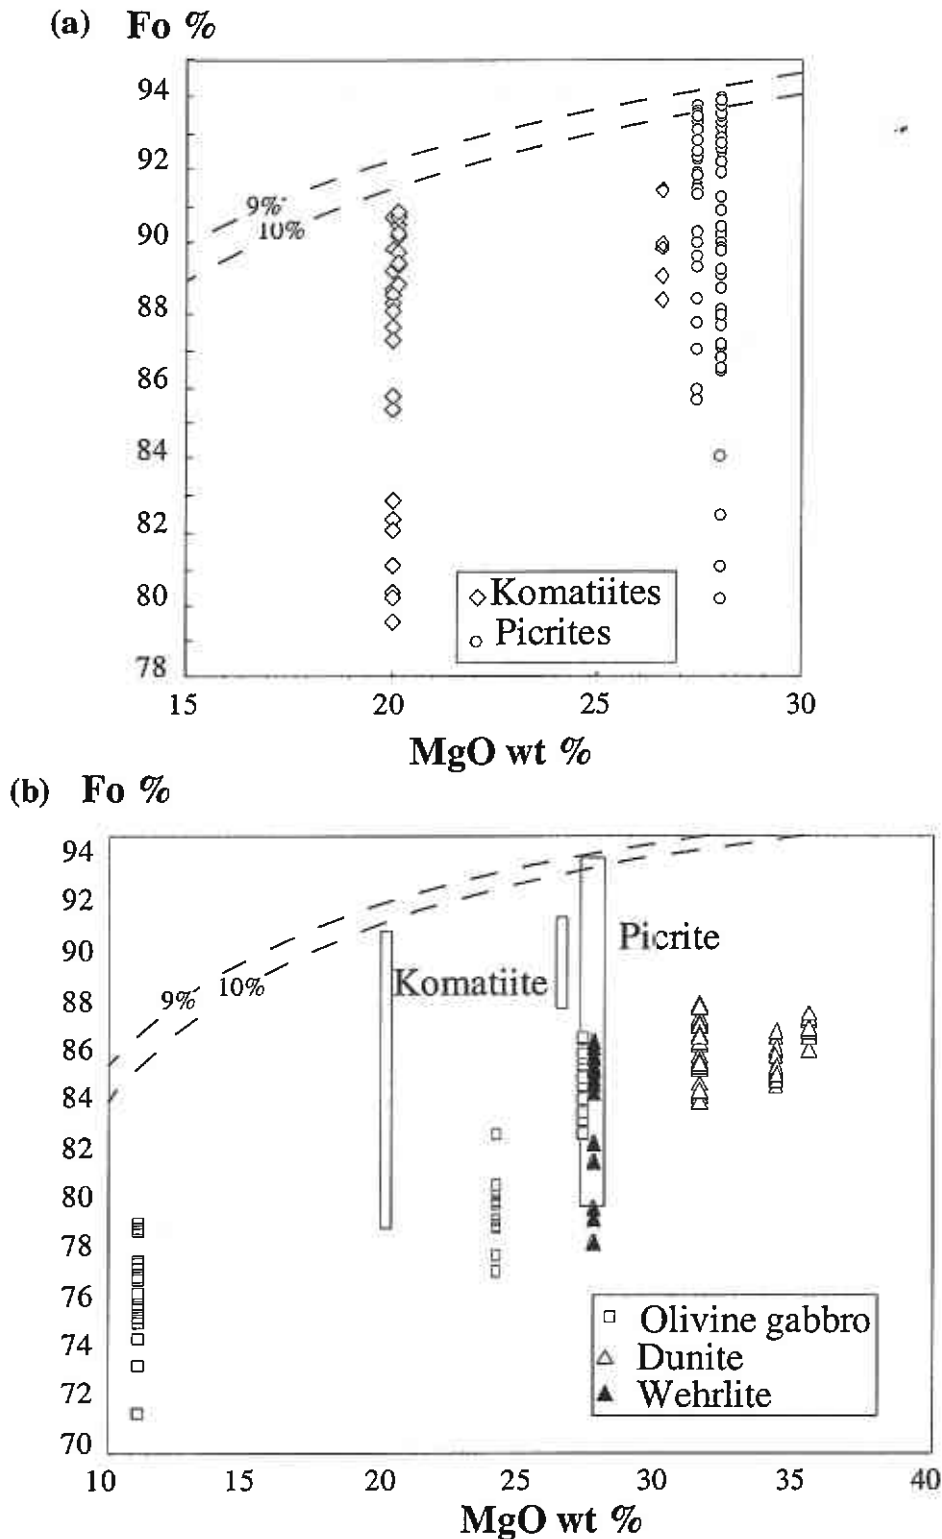 (a) Fo %
94
92
9%
90
10%
88
86
84
82
80
78
Komatiites
Picrites
15 20 25 30
MgO wt %
(b) Fo %
94
92
90
88
86
84
82
80
78
76
74
72
70
Picrite
Komatiite
9% 10%
Olivine gabbro
Dunite
Wehrlite
10 15 20 25 30 35 40
MgO wt %